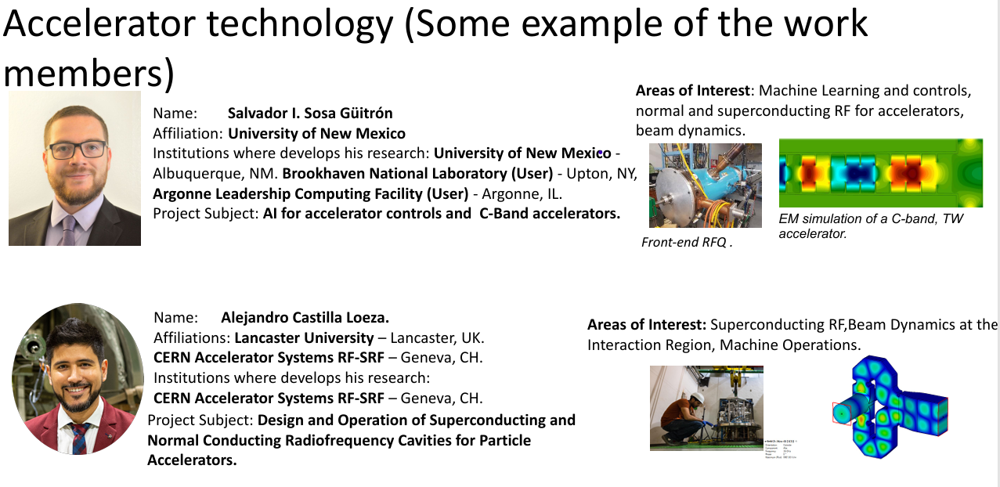 Accelerator technology (Some example of the work
members)
Name: Salvador I. Sosa Güitrón
Affiliation: University of New Mexico
Institutions where develops his research: University of New Mexico -
Albuquerque, NM. Brookhaven National Laboratory (User) - Upton, NY,
Argonne Leadership Computing Facility (User) - Argonne, IL.
Project Subject: AI for accelerator controls and C-Band accelerators.
Areas of Interest: Machine Learning and controls,
normal and superconducting RF for accelerators,
beam dynamics.
Front-end RFQ .
EM simulation of a C-band, TW
accelerator.
Name: Alejandro Castilla Loeza.
Affiliations: Lancaster University – Lancaster, UK.
CERN Accelerator Systems RF-SRF – Geneva, CH.
Institutions where develops his research:
CERN Accelerator Systems RF-SRF – Geneva, CH.
Project Subject: Design and Operation of Superconducting and
Normal Conducting Radiofrequency Cavities for Particle
Accelerators.
Areas of Interest: Superconducting RF,Beam Dynamics at the
Interaction Region, Machine Operations.